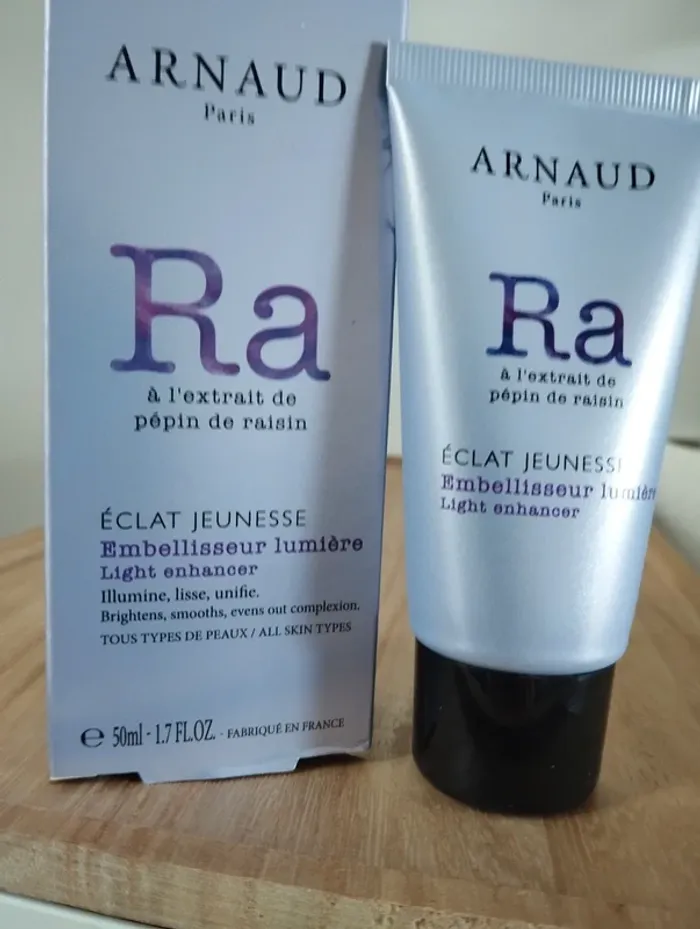 ARNAUD
Paris
Ra
à l'extrait de
pépin de raisin
ÉCLAT JEUNESSE
Embellisseur lumière
Light enhancer
Illumine, lisse, unifie.
Brightens, smooths, evens out complexion.
TOUS TYPES DE PEAUX / ALL SKIN TYPES
e 50ml - 1.7 FL.OZ. - FABRIQUÉ EN FRANCE
ARNAUD
Paris
Ra
à l'extrait de
pépin de raisin
ÉCLAT JEUNESSE
Embellisseur lumière
Light enhancer